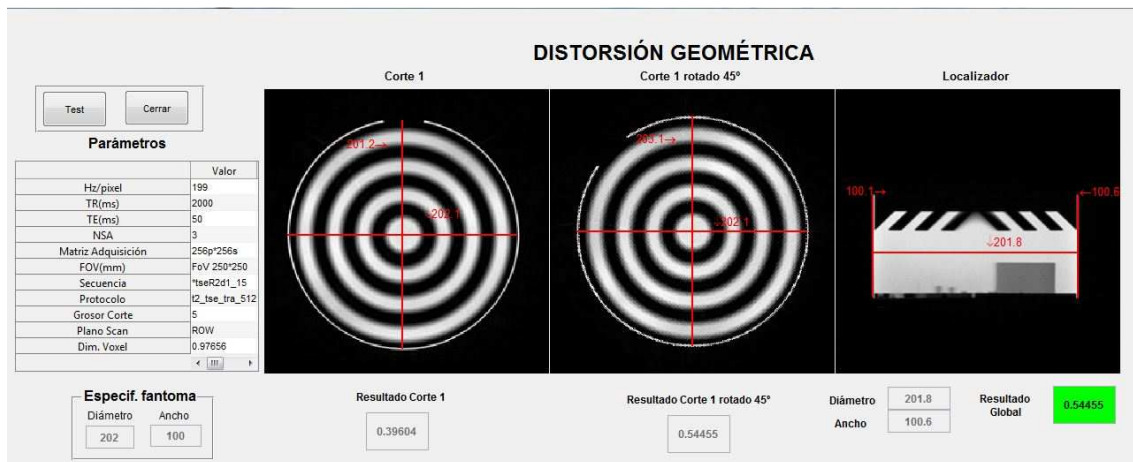 DISTORSIÓN GEOMÉTRICA
Corte 1
Corte 1 rotado 45º
Localizador
Test
Cerrar
Parámetros
Valor
Hz/pixel 199
TR(ms) 2000
TE(ms) 50
NSA 3
Matriz Adquisición 256p*256s
FOV(mm) FoV 250*250
Secuencia *tseR2d1_15
Protocolo t2_tse_tra_512
Grosor Corte 5
Plano Scan ROW
Dim. Voxel 0.97656
201.2→
↓202.1
203.1→
↓202.1
100.1→
←100.6
↓201.8
Especif. fantoma
Diámetro Ancho
202 100
Resultado Corte 1
0.39604
Resultado Corte 1 rotado 45º
0.54455
Diámetro 201.8
Ancho 100.6
Resultado
Global
0.54455